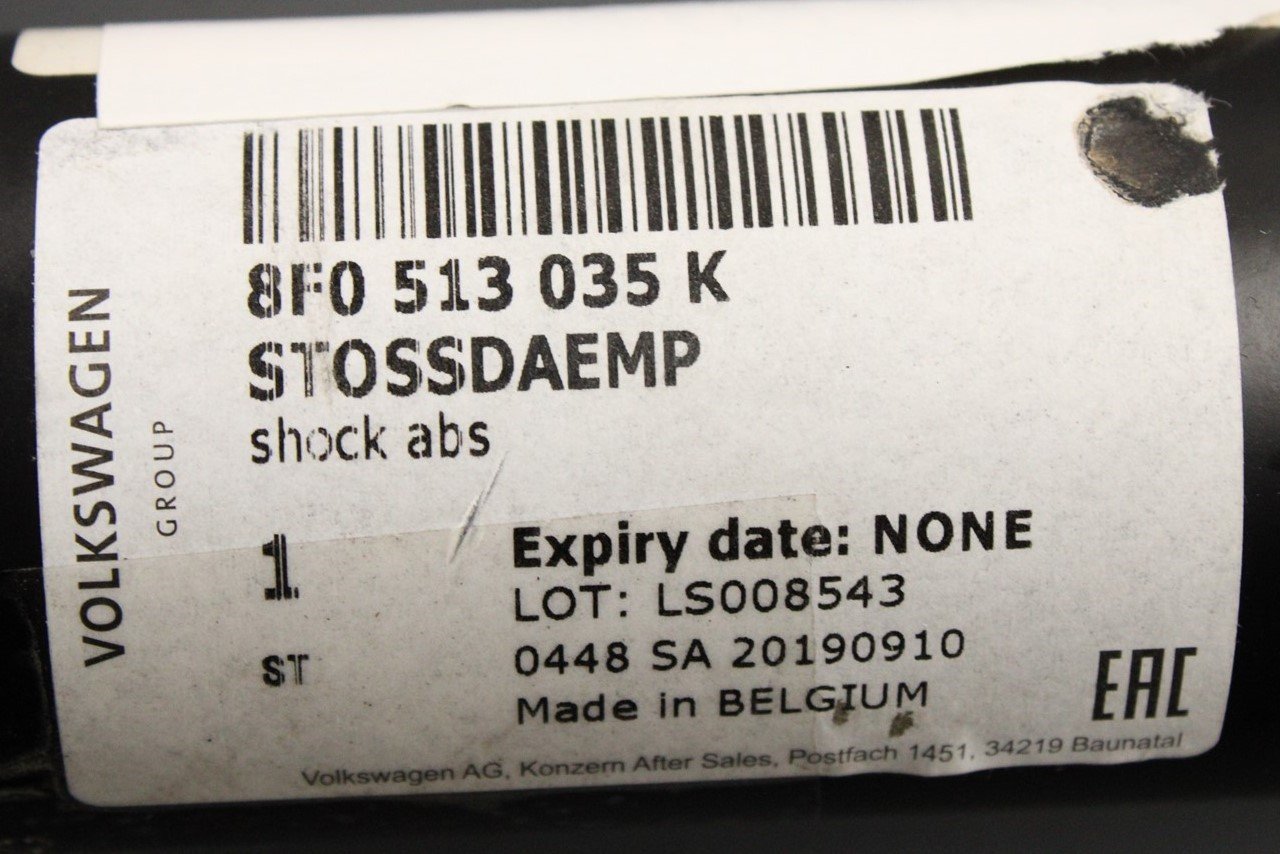 8F0 513 035 K
STOSSDAEMP
shock abs
VOLKSWAGEN
GROUP
1
ST
Expiry date: NONE
LOT: LS008543
0448 SA 20190910
Made in BELGIUM
EAC
Volkswagen AG, Konzern After Sales, Postfach 1451, 34219 Baunatal